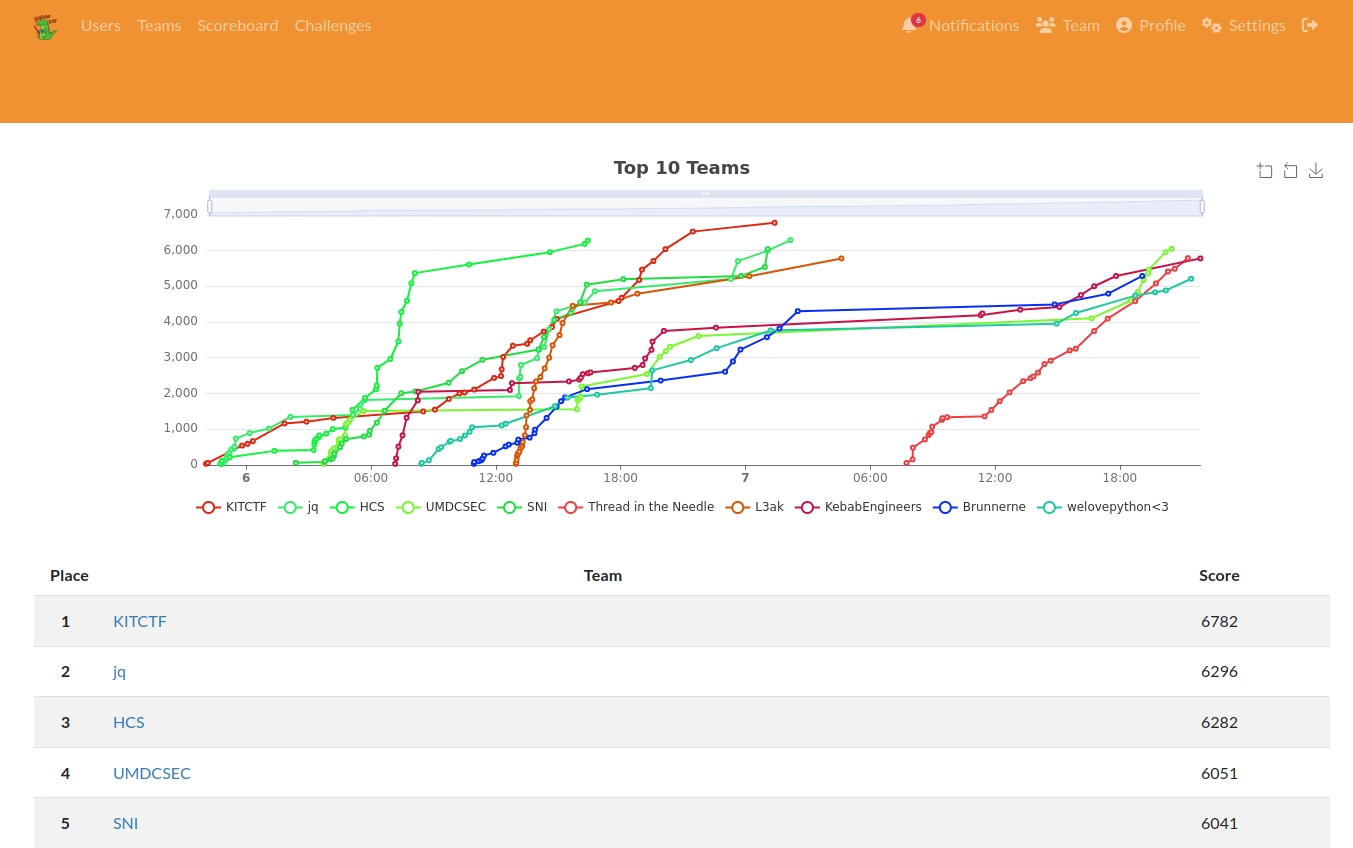 Users Teams Scoreboard Challenges 6 Notifications Team Profile Settings
Top 10 Teams
7,000
6,000
5,000
4,000
3,000
2,000
1,000
0
6 06:00 12:00 18:00 7 06:00 12:00 18:00
KITCTF jq HCS UMDCSEC SNI Thread in the Needle L3ak KebabEngineers Brunnerne welovepython<3
Place Team Score
1 KITCTF 6782
2 jq 6296
3 HCS 6282
4 UMDCSEC 6051
5 SNI 6041